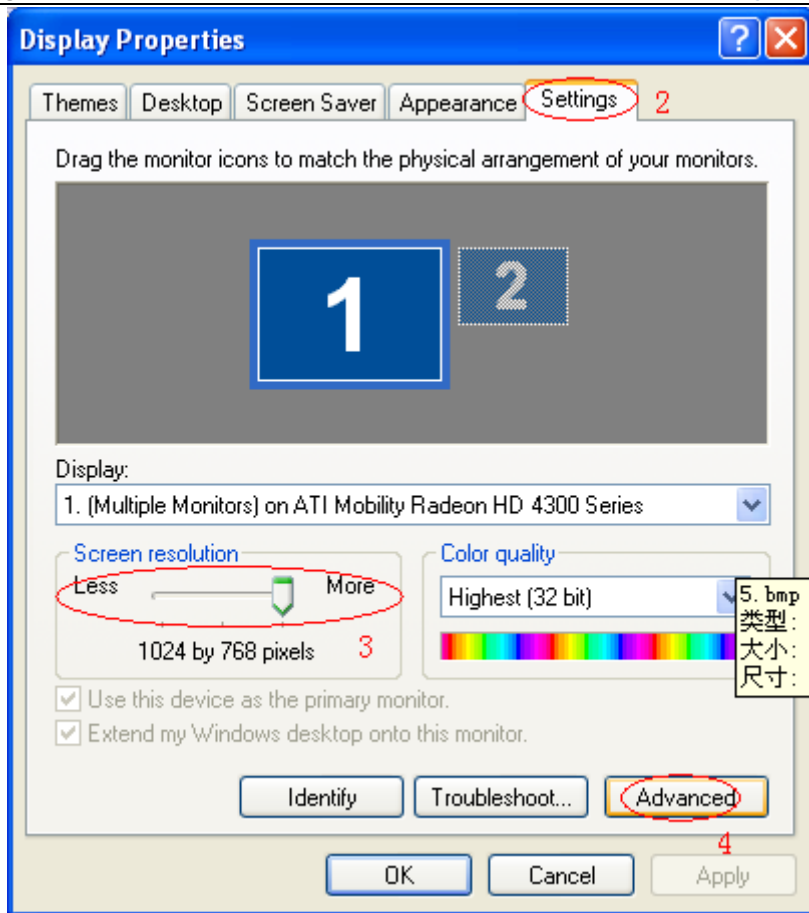 Display Properties
Themes Desktop Screen Saver Appearance Settings 2
Drag the monitor icons to match the physical arrangement of your monitors.
1 2
Display:
1. (Multiple Monitors) on ATI Mobility Radeon HD 4300 Series
Screen resolution
Less More
1024 by 768 pixels 3
Color quality
Highest (32 bit)
5.bmp
类型:
大小:
尺寸:
Use this device as the primary monitor.
Extend my Windows desktop onto this monitor.
Identify Troubleshoot... Advanced
4
OK Cancel Apply